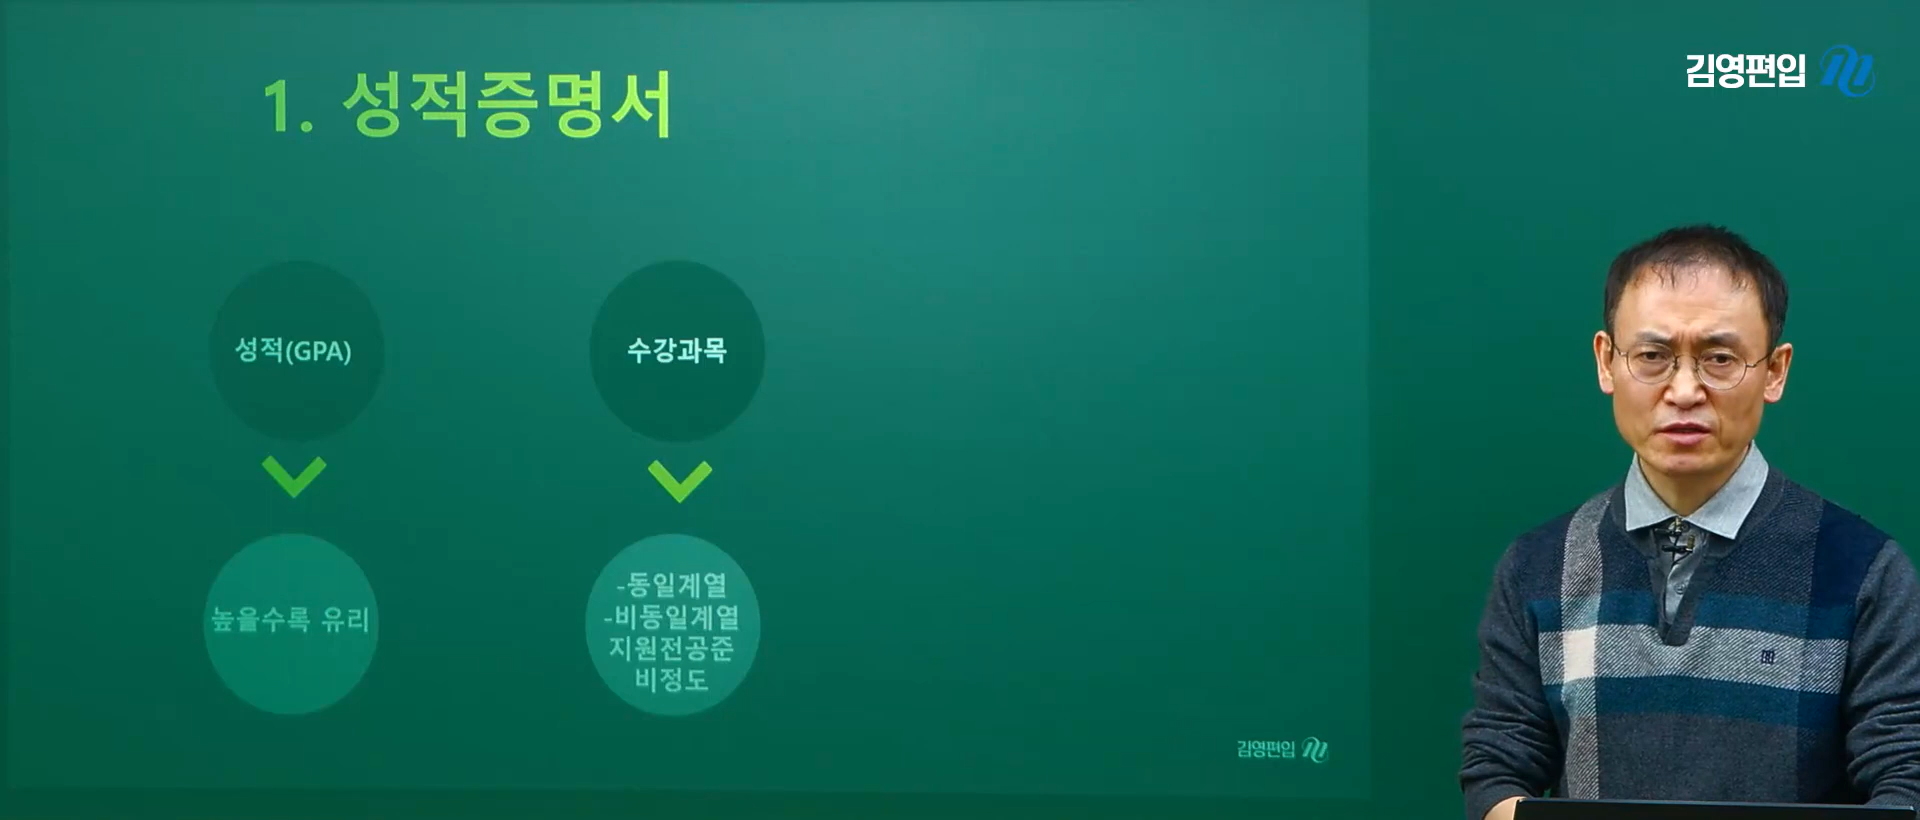 1. 성적증명서
김영편입
성적(GPA)
수강과목
높을수록 유리
-동일계열
-비동일계열
지원전공준
비정도
김영편입